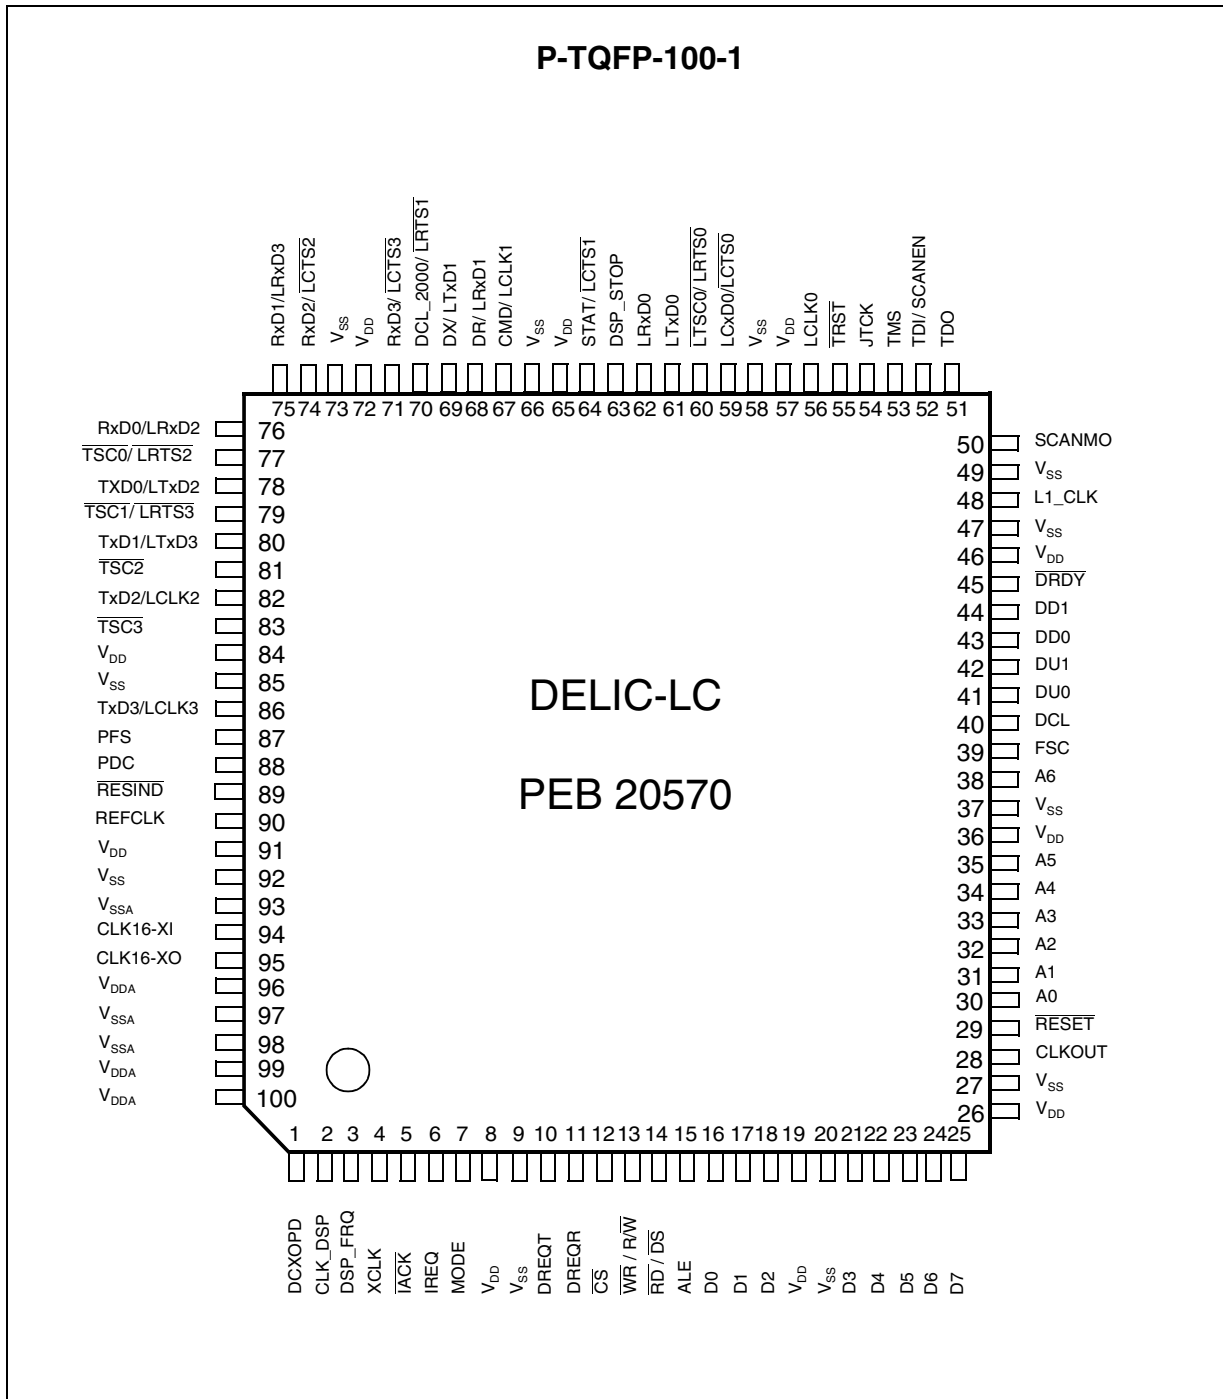 P-TQFP-100-1
RxD1/LRxD3
RxD2/ LCTS2
VSS
VDD
RxD3/ LCTS3
DCL_2000/ LRTS1
DX/ LTxD1
DR/ LRxD1
CMD/ LCLK1
VSS
VDD
STAT/ LCTS1
DSP_STOP
LRxD0
LTxD0
LTSC0/ LRTS0
LCxD0/LCTS0
VSS
VDD
LCLK0
TRST
JTCK
TMS
TDI/ SCANEN
TDO
75 74 73 72 71 70 69 68 67 66 65 64 63 62 61 60 59 58 57 56 55 54 53 52 51
RxD0/LRxD2 76
TSC0/ LRTS2 77
TXD0/LTxD2 78
TSC1/ LRTS3 79
TxD1/LTxD3 80
TSC2 81
TxD2/LCLK2 82
TSC3 83
VDD 84
VSS 85
TxD3/LCLK3 86
PFS 87
PDC 88
RESIND 89
REFCLK 90
VDD 91
VSS 92
VSSA 93
CLK16-XI 94
CLK16-XO 95
VDDA 96
VSSA 97
VSSA 98
VDDA 99
VDDA 100
DELIC-LC
PEB 20570
50 SCANMO
49 VSS
48 L1_CLK
47 VSS
46 VDD
45 DRDY
44 DD1
43 DD0
42 DU1
41 DU0
40 DCL
39 FSC
38 A6
37 VSS
36 VDD
35 A5
34 A4
33 A3
32 A2
31 A1
30 A0
29 RESET
28 CLKOUT
27 VSS
26 VDD
1 2 3 4 5 6 7 8 9 10 11 12 13 14 15 16 17 18 19 20 21 22 23 24 25
DCXOPD
CLK_DSP
DSP_FRQ
XCLK
IACK
IREQ
MODE
VDD
VSS
DREQT
DREQR
CS
WR / R/W
RD / DS
ALE
D0
D1
D2
VDD
VSS
D3
D4
D5
D6
D7